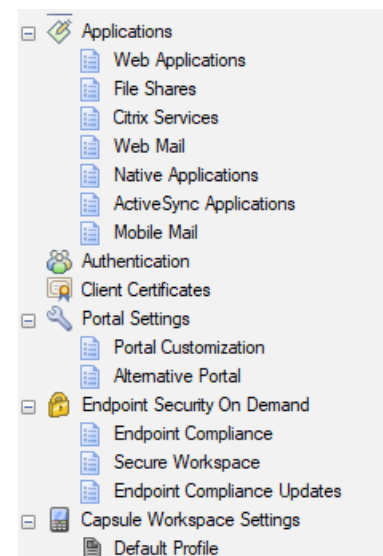 Applications
Web Applications
File Shares
Citrix Services
Web Mail
Native Applications
ActiveSync Applications
Mobile Mail
Authentication
Client Certificates
Portal Settings
Portal Customization
Alternative Portal
Endpoint Security On Demand
Endpoint Compliance
Secure Workspace
Endpoint Compliance Updates
Capsule Workspace Settings
Default Profile